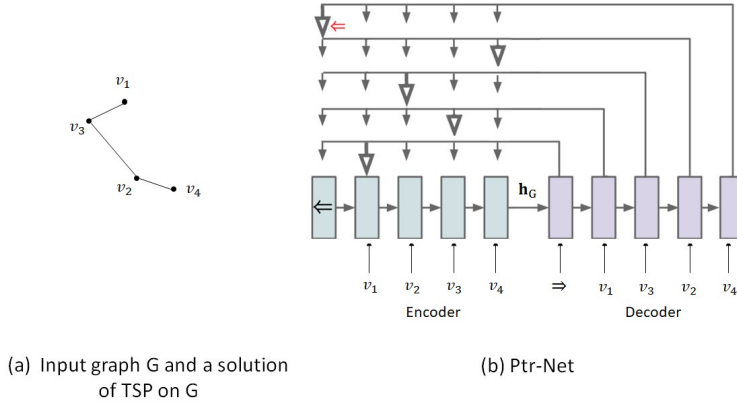 v₁
v₃
v₂
v₄
⇐
⇐
h_G
v₁ v₂ v₃ v₄ ⇒ v₁ v₃ v₂ v₄
Encoder Decoder
(a) Input graph G and a solution
of TSP on G
(b) Ptr-Net